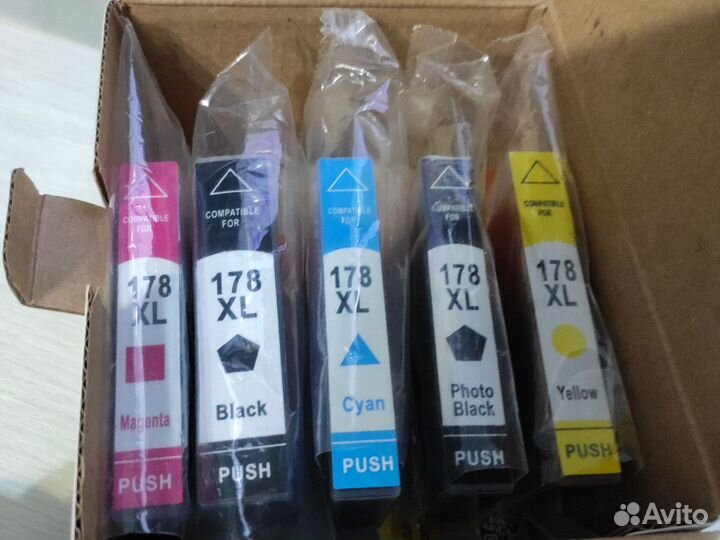 COMPATIBLE
FOR
178
XL
Magenta
PUSH
COMPATIBLE
FOR
178
XL
Black
PUSH
COMPATIBLE
FOR
178
XL
Cyan
PUSH
COMPATIBLE
FOR
178
XL
Photo
Black
PUSH
COMPATIBLE
FOR
178
XL
Yellow
PUSH
Avito